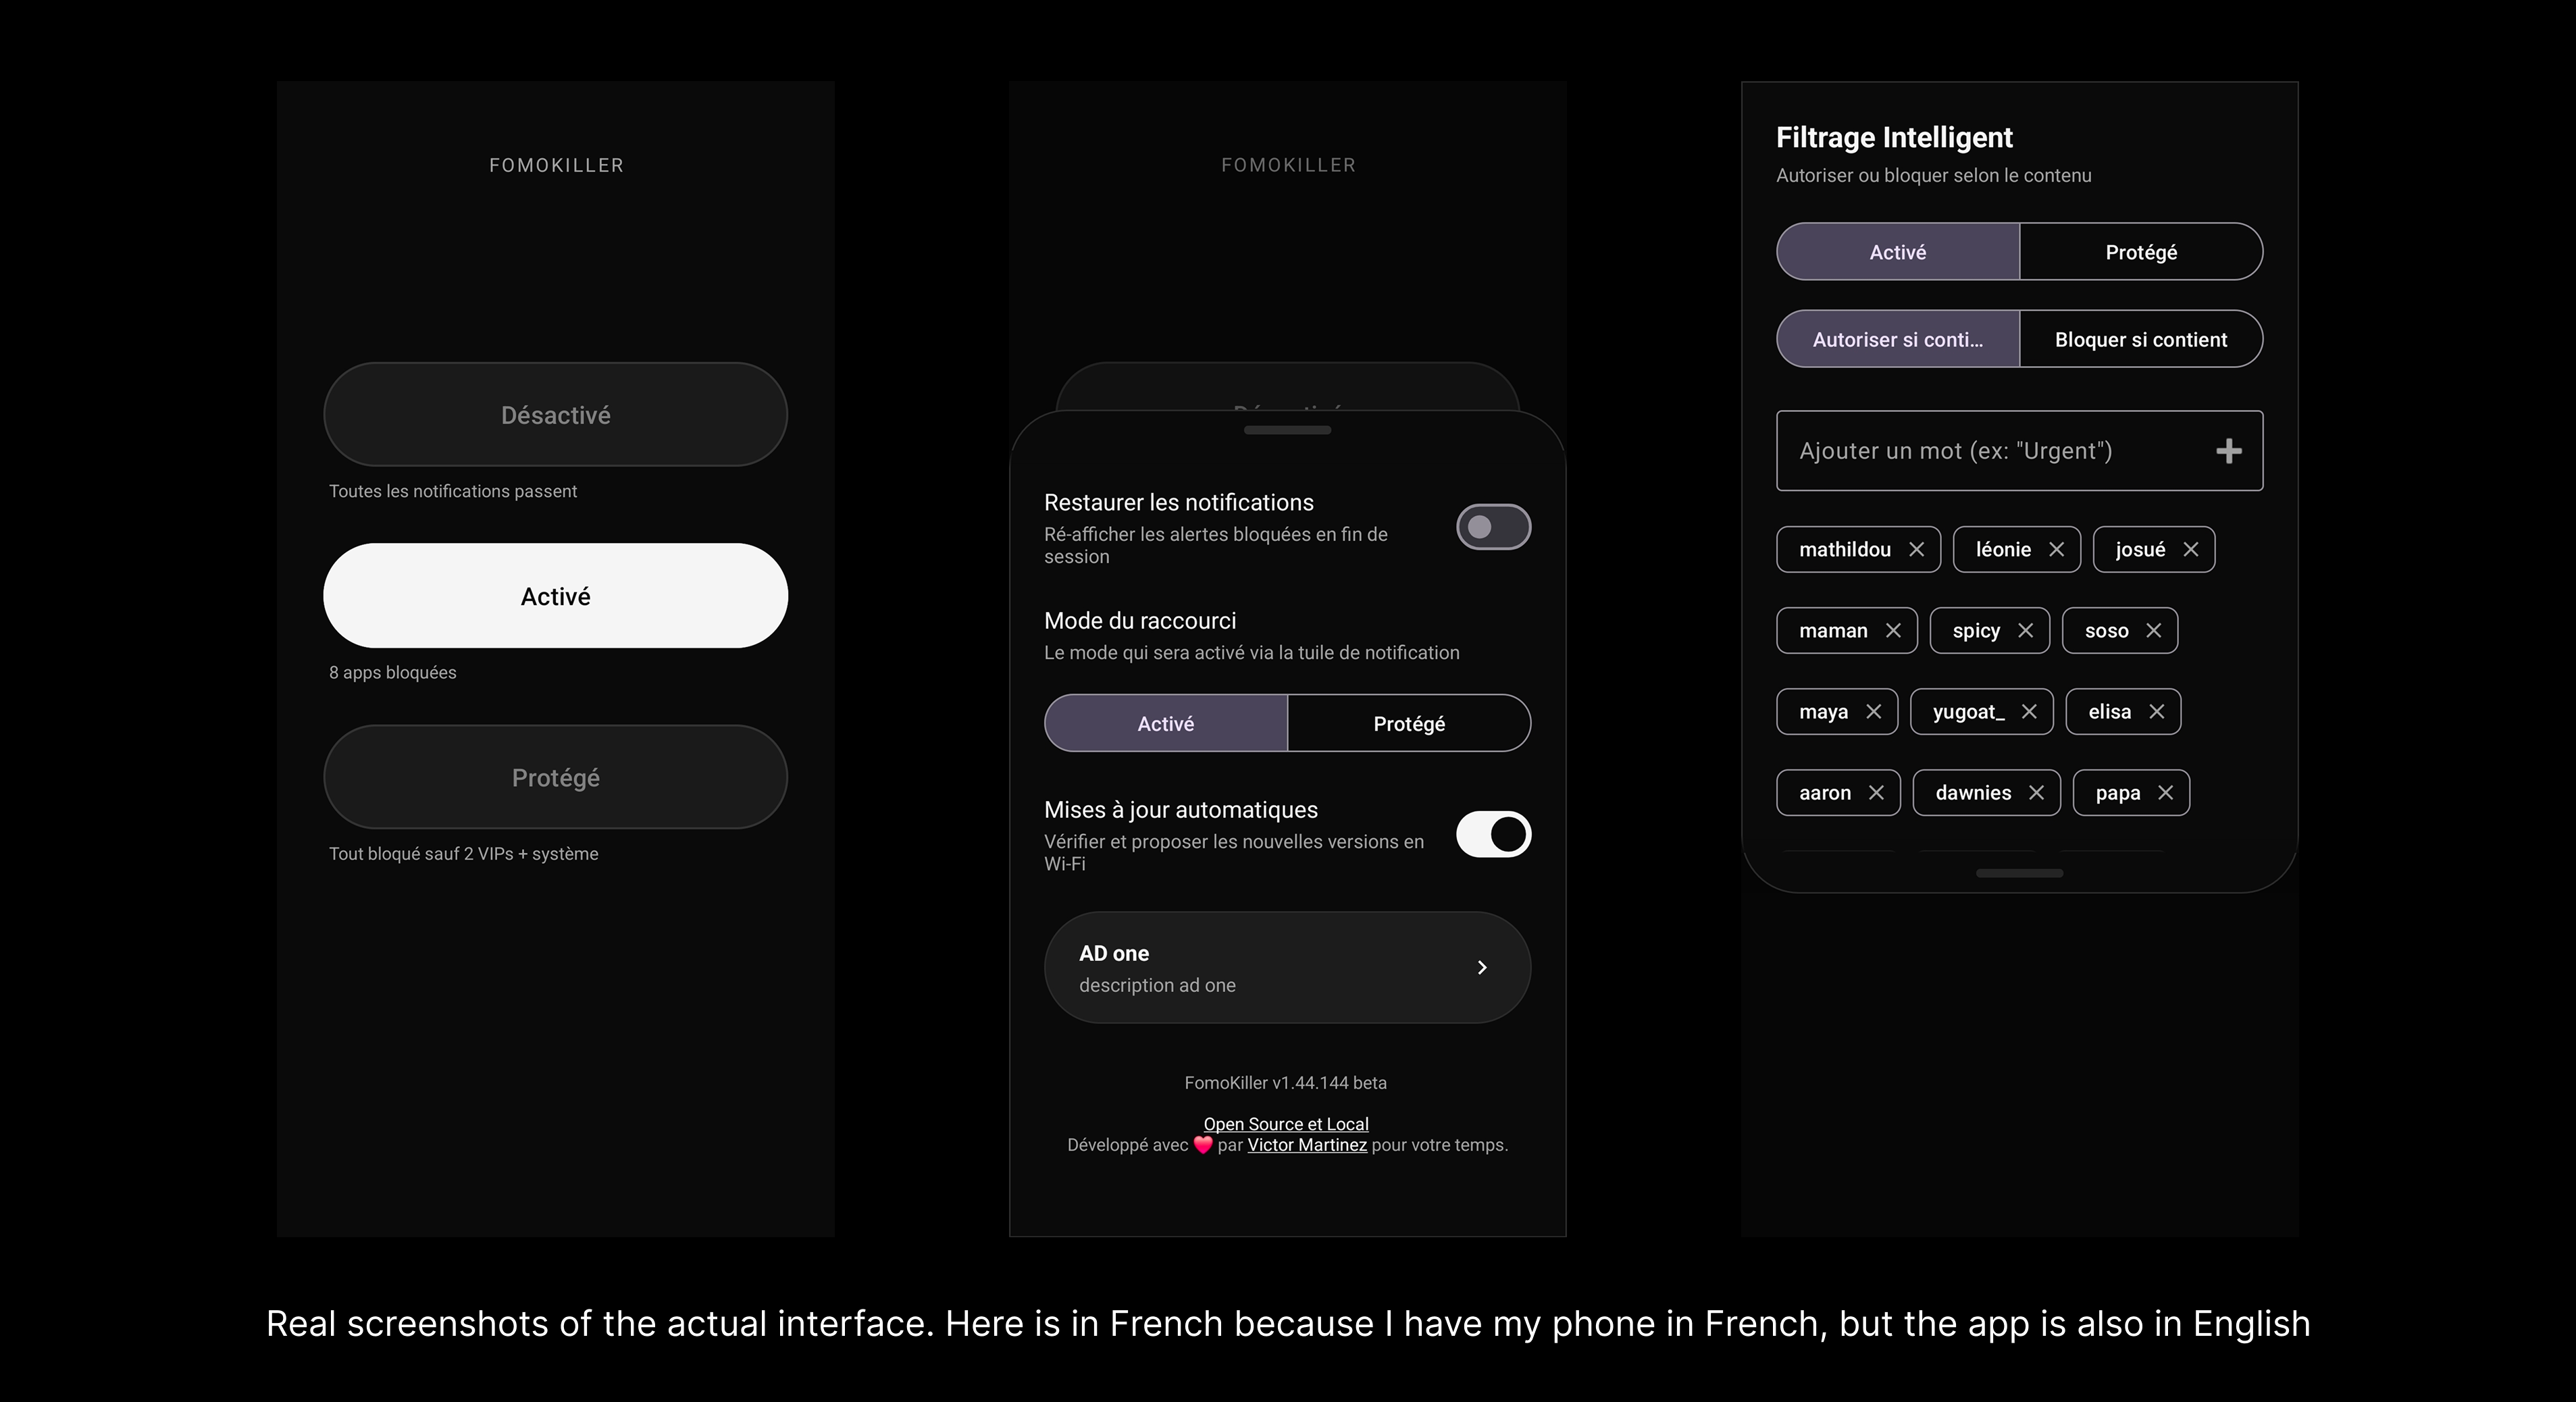 FOMOKILLER
Désactivé
Toutes les notifications passent
Activé
8 apps bloquées
Protégé
Tout bloqué sauf 2 VIPs + système
FOMOKILLER
Restaurer les notifications
Ré-afficher les alertes bloquées en fin de
session
Mode du raccourci
Le mode qui sera activé via la tuile de notification
Activé Protégé
Mises à jour automatiques
Vérifier et proposer les nouvelles versions en
Wi-Fi
AD one
description ad one
FomoKiller v1.44.144 beta
Open Source et Local
Développé avec ❤️ par Victor Martinez pour votre temps.
Filtrage Intelligent
Autoriser ou bloquer selon le contenu
Activé Protégé
Autoriser si conti... Bloquer si contient
Ajouter un mot (ex: "Urgent")
mathildou léonie josué
maman spicy soso
maya yugoat_ elisa
aaron dawnies papa
Real screenshots of the actual interface. Here is in French because I have my phone in French, but the app is also in English